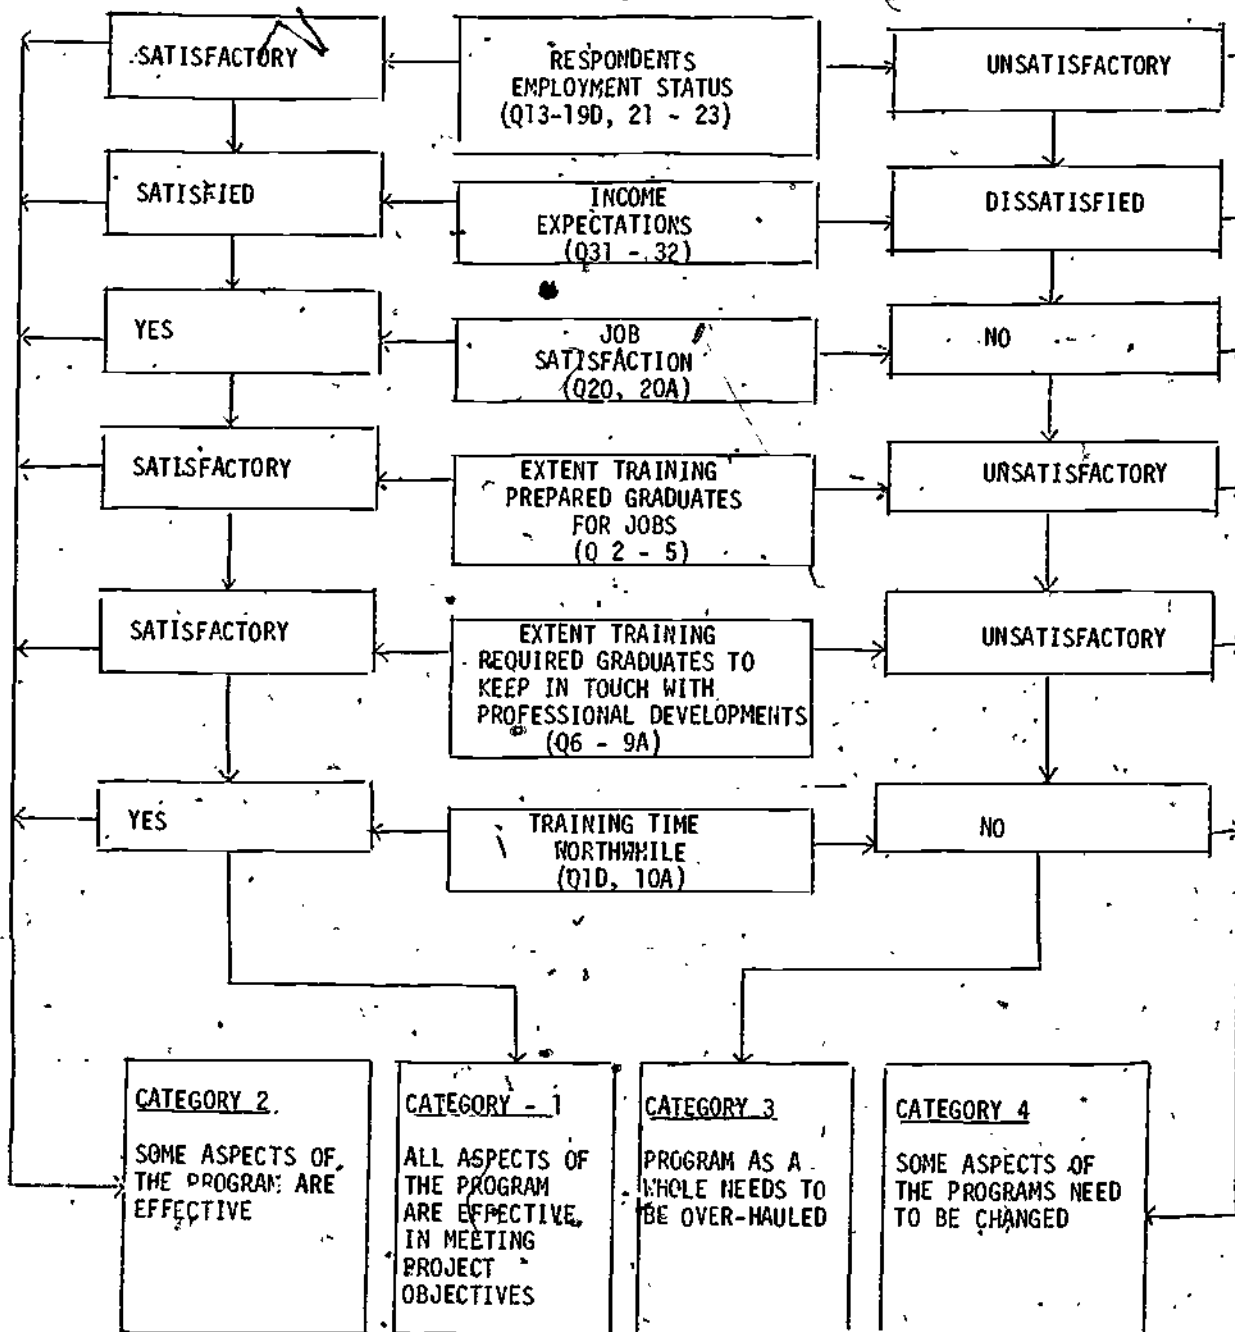 SATISFACTORY
RESPONDENTS
EMPLOYMENT STATUS
(Q13-19D, 21 - 23)
UNSATISFACTORY
SATISFIED
INCOME
EXPECTATIONS
(Q31 - 32)
DISSATISFIED
YES
JOB
SATISFACTION
(Q20, 20A)
NO
SATISFACTORY
EXTENT TRAINING
PREPARED GRADUATES
FOR JOBS
(Q 2 - 5)
UNSATISFACTORY
SATISFACTORY
EXTENT TRAINING
REQUIRED GRADUATES TO
KEEP IN TOUCH WITH
PROFESSIONAL DEVELOPMENTS
(Q6 - 9A)
UNSATISFACTORY
YES
TRAINING TIME
WORTHWHILE
(Q1D, 10A)
NO
CATEGORY 2
SOME ASPECTS OF
THE PROGRAM ARE
EFFECTIVE
CATEGORY - 1
ALL ASPECTS OF
THE PROGRAM
ARE EFFECTIVE
IN MEETING
PROJECT
OBJECTIVES
CATEGORY 3
PROGRAM AS A
WHOLE NEEDS TO
BE OVER-HAULED
CATEGORY 4
SOME ASPECTS OF
THE PROGRAMS NEED
TO BE CHANGED